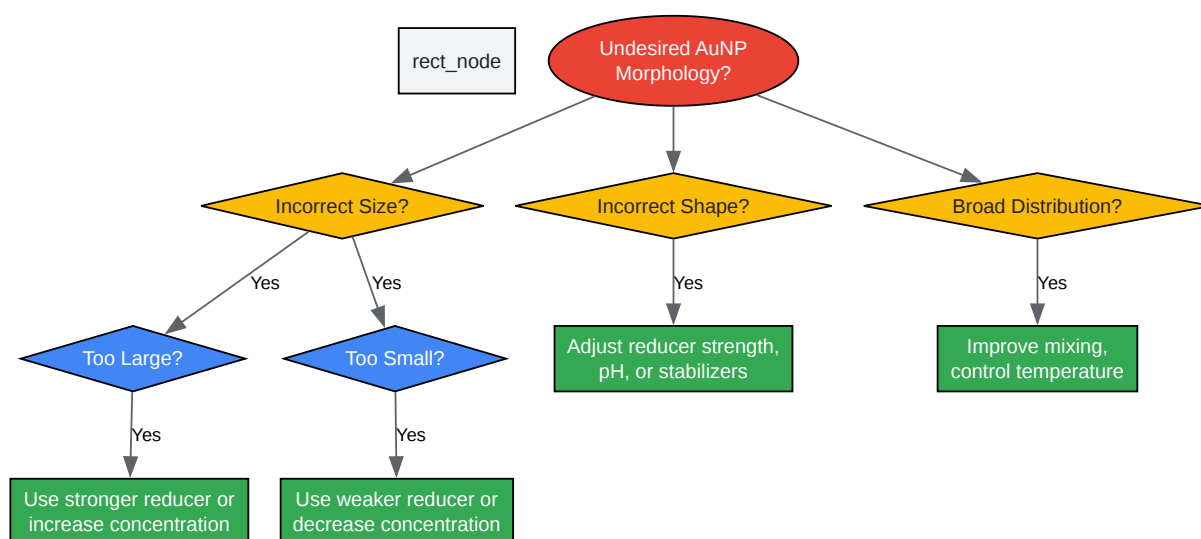 rect_node
Undesired AuNP
Morphology?
Incorrect Size?
Incorrect Shape?
Broad Distribution?
Yes
Yes
Yes
Yes
Too Large?
Too Small?
Adjust reducer strength,
pH, or stabilizers
Improve mixing,
control temperature
Yes
Yes
Use stronger reducer or
increase concentration
Use weaker reducer or
decrease concentration